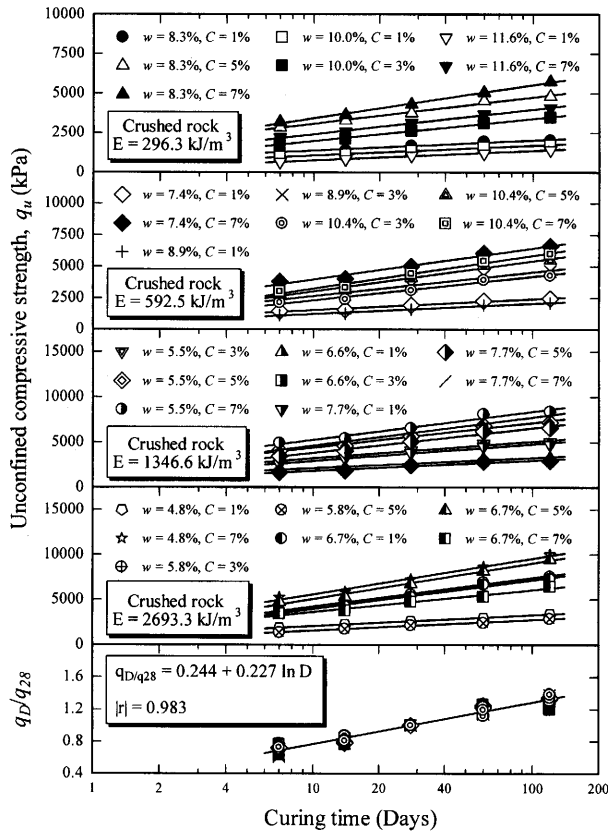 Unconfined compressive strength, qu (kPa)
10000
7500
5000
2500
0
w = 8.3%, C = 1%
w = 10.0%, C = 1%
w = 11.6%, C = 1%
w = 8.3%, C = 5%
w = 10.0%, C = 3%
w = 11.6%, C = 7%
w = 8.3%, C = 7%
Crushed rock
E = 296.3 kJ/m³
10000
7500
5000
2500
0
w = 7.4%, C = 1%
w = 8.9%, C = 3%
w = 10.4%, C = 5%
w = 7.4%, C = 7%
w = 10.4%, C = 3%
w = 10.4%, C = 7%
w = 8.9%, C = 1%
Crushed rock
E = 592.5 kJ/m³
15000
10000
5000
0
w = 5.5%, C = 3%
w = 6.6%, C = 1%
w = 7.7%, C = 5%
w = 5.5%, C = 5%
w = 6.6%, C = 3%
w = 7.7%, C = 7%
w = 5.5%, C = 7%
w = 7.7%, C = 1%
Crushed rock
E = 1346.6 kJ/m³
15000
10000
5000
0
w = 4.8%, C = 1%
w = 5.8%, C = 5%
w = 6.7%, C = 5%
w = 4.8%, C = 7%
w = 6.7%, C = 1%
w = 6.7%, C = 7%
w = 5.8%, C = 3%
Crushed rock
E = 2693.3 kJ/m³
qD/q28
1.6
1.2
0.8
0.4
qD/q28 = 0.244 + 0.227 ln D
|r| = 0.983
1 2 4 6 8 10 20 40 60 80 100 200
Curing time (Days)